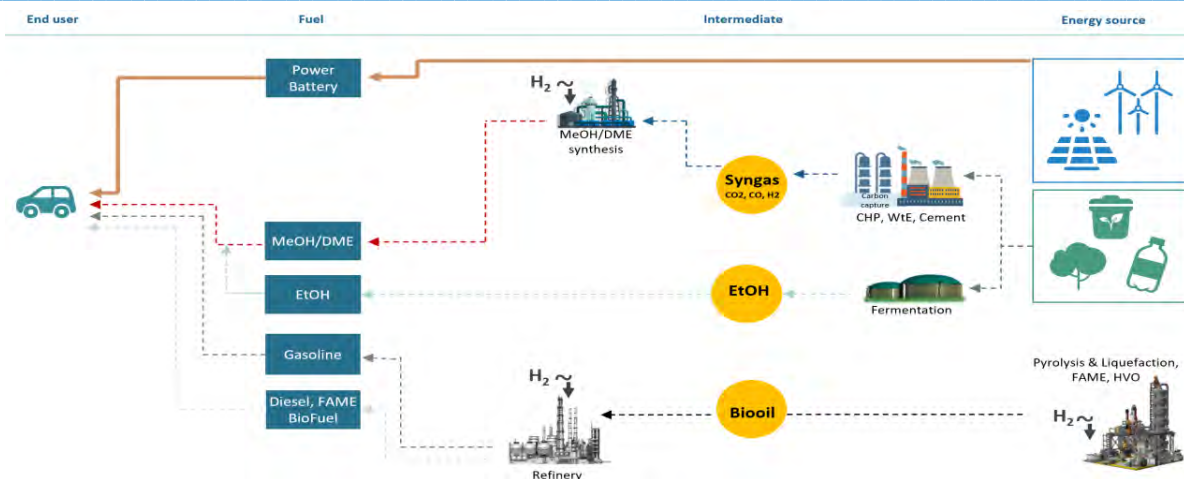 End user
Fuel
Intermediate
Energy source
Power
Battery
H₂ ~
MeOH/DME
synthesis
Syngas
CO2, CO, H2
Carbon
capture
CHP, WtE, Cement
MeOH/DME
EtOH
EtOH
Fermentation
Gasoline
Diesel, FAME
BioFuel
H₂ ~
Refinery
Biooil
Pyrolysis & Liquefaction,
FAME, HVO
H₂ ~